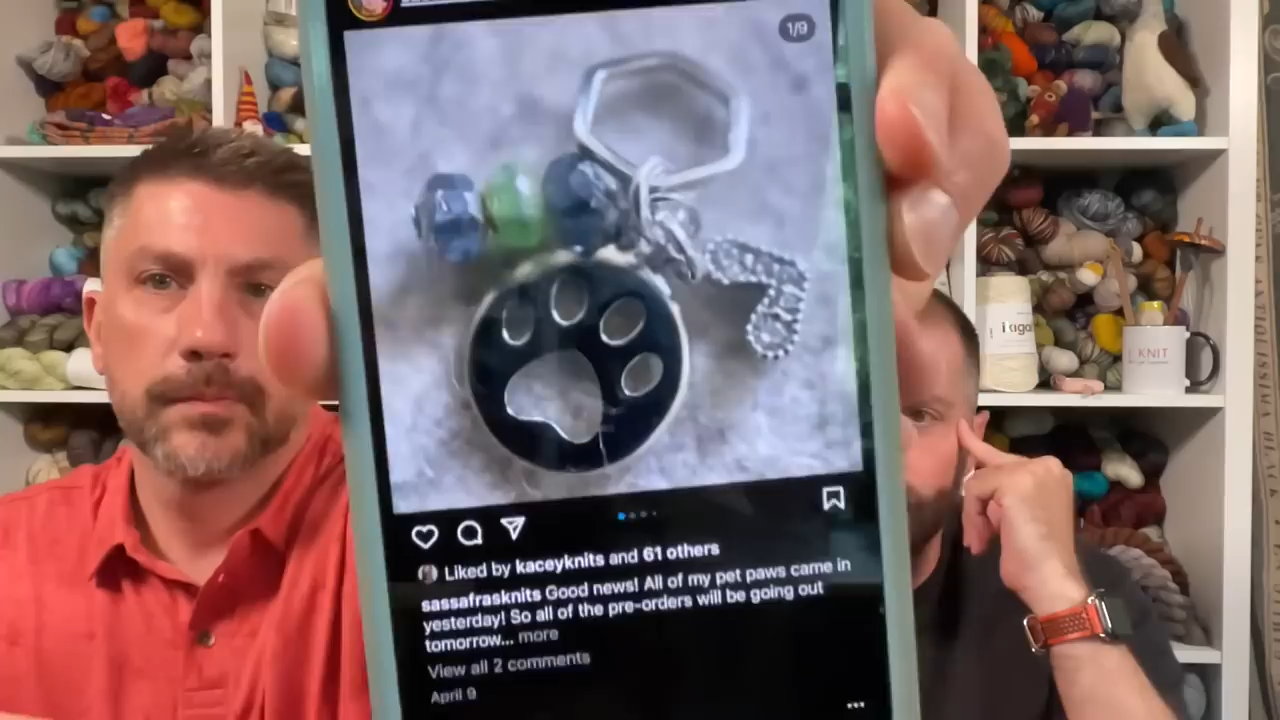 1/9
Liked by kaceyknits and 61 others
sassafrasknits Good news! All of my pet paws came in
yesterday! So all of the pre-orders will be going out
tomorrow... more
View all 2 comments
April 9
I KNIT